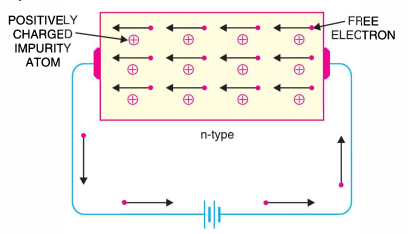 POSITIVELY
CHARGED
IMPURITY
ATOM
FREE
ELECTRON
n-type